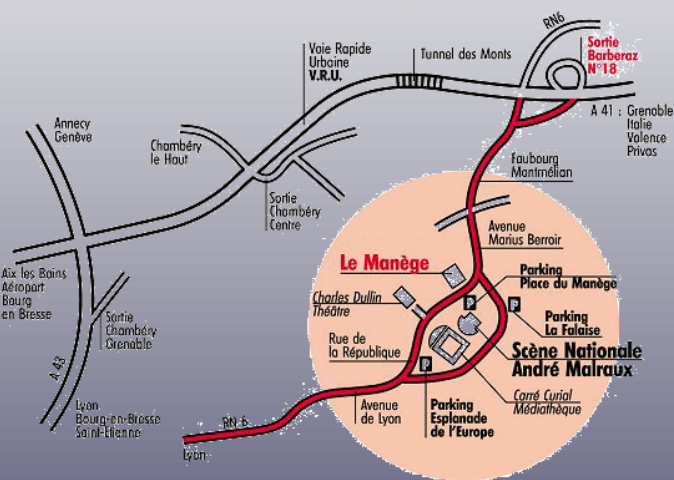 RN6
Sortie
Barberaz
N°18
Voie Rapide
Urbaine
V.R.U.
Tunnel des Monts
A 41 : Grenoble
Italie
Valence
Privas
Annecy
Genève
Chambéry
le Haut
Faubourg
Montmélian
Sortie
Chambéry
Centre
Avenue
Marius Berroir
Aix les Bains
Aéroport
Bourg
en Bresse
Le Manège
Parking
Place du Manège
Charles Dullin
Théâtre
P
P
Parking
La Falaise
Sortie
Chambéry
Grenoble
Rue de
la République
Scène Nationale
André Malraux
P
A 43
Carré Curial
Médiathèque
Lyon
Bourg-en-Bresse
Saint-Etienne
Avenue
de Lyon
Parking
Esplanade
de l'Europe
RN 6
Lyon